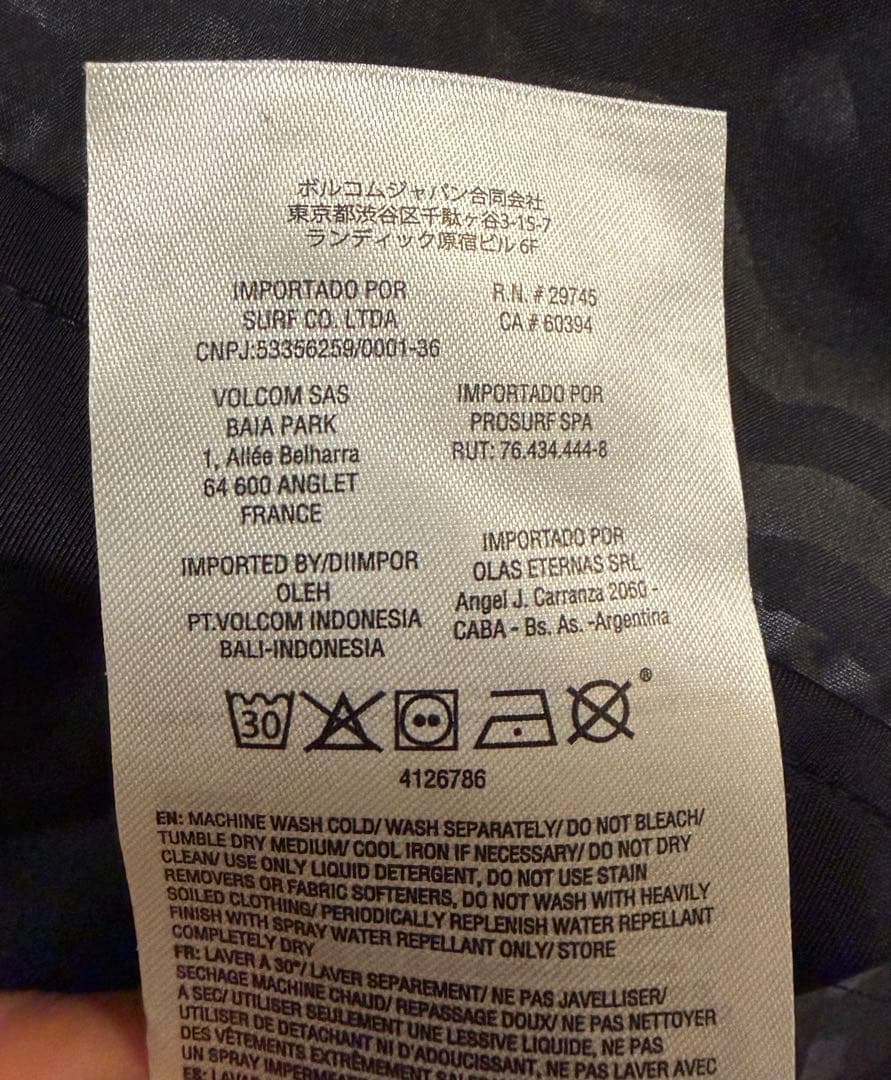 ボルコムジャパン合同会社
東京都渋谷区千駄ヶ谷3-15-7
ランディック原宿ビル 6F
IMPORTADO POR
SURF CO. LTDA
CNPJ:53356259/0001-36
R.N. # 29745
CA # 60394
VOLCOM SAS
BAIA PARK
1, Allée Belharra
64 600 ANGLET
FRANCE
IMPORTADO POR
PROSURF SPA
RUT: 76.434.444-8
IMPORTED BY/DIIMPOR
OLEH
PT.VOLCOM INDONESIA
BALI-INDONESIA
IMPORTADO POR
OLAS ETERNAS SRL
Angel J. Carranza 2060 -
CABA - Bs. As. -Argentina
30
®
4126786
EN: MACHINE WASH COLD/ WASH SEPARATELY/ DO NOT BLEACH/
TUMBLE DRY MEDIUM/ COOL IRON IF NECESSARY/ DO NOT DRY
CLEAN/ USE ONLY LIQUID DETERGENT, DO NOT USE STAIN
REMOVERS OR FABRIC SOFTENERS, DO NOT WASH WITH HEAVILY
SOILED CLOTHING/ PERIODICALLY REPLENISH WATER REPELLANT
FINISH WITH SPRAY WATER REPELLANT ONLY/ STORE
COMPLETELY DRY
FR: LAVER A 30°/ LAVER SEPAREMENT/ NE PAS JAVELLISER/
SECHAGE MACHINE CHAUD/ REPASSAGE DOUX/ NE PAS NETTOYER
A SEC/ UTILISER SEULEMENT UNE LESSIVE LIQUIDE, NE PAS
UTILISER DE DETACHANT NI D'ADOUCISSANT, NE PAS LAVER AVEC
DES VÊTEMENTS EXTRÊMEMENT
UN SPRAY
ES: